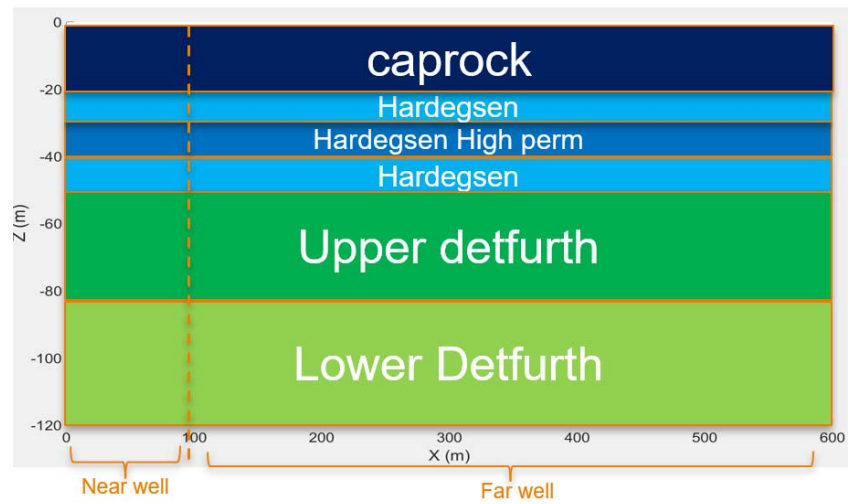 0
caprock
-20
Hardegsen
Hardegsen High perm
-40
Hardegsen
-60
Z (m)
Upper detfurth
-80
-100
Lower Detfurth
-120
0 100 200 300 400 500 600
X (m)
Near well
Far well